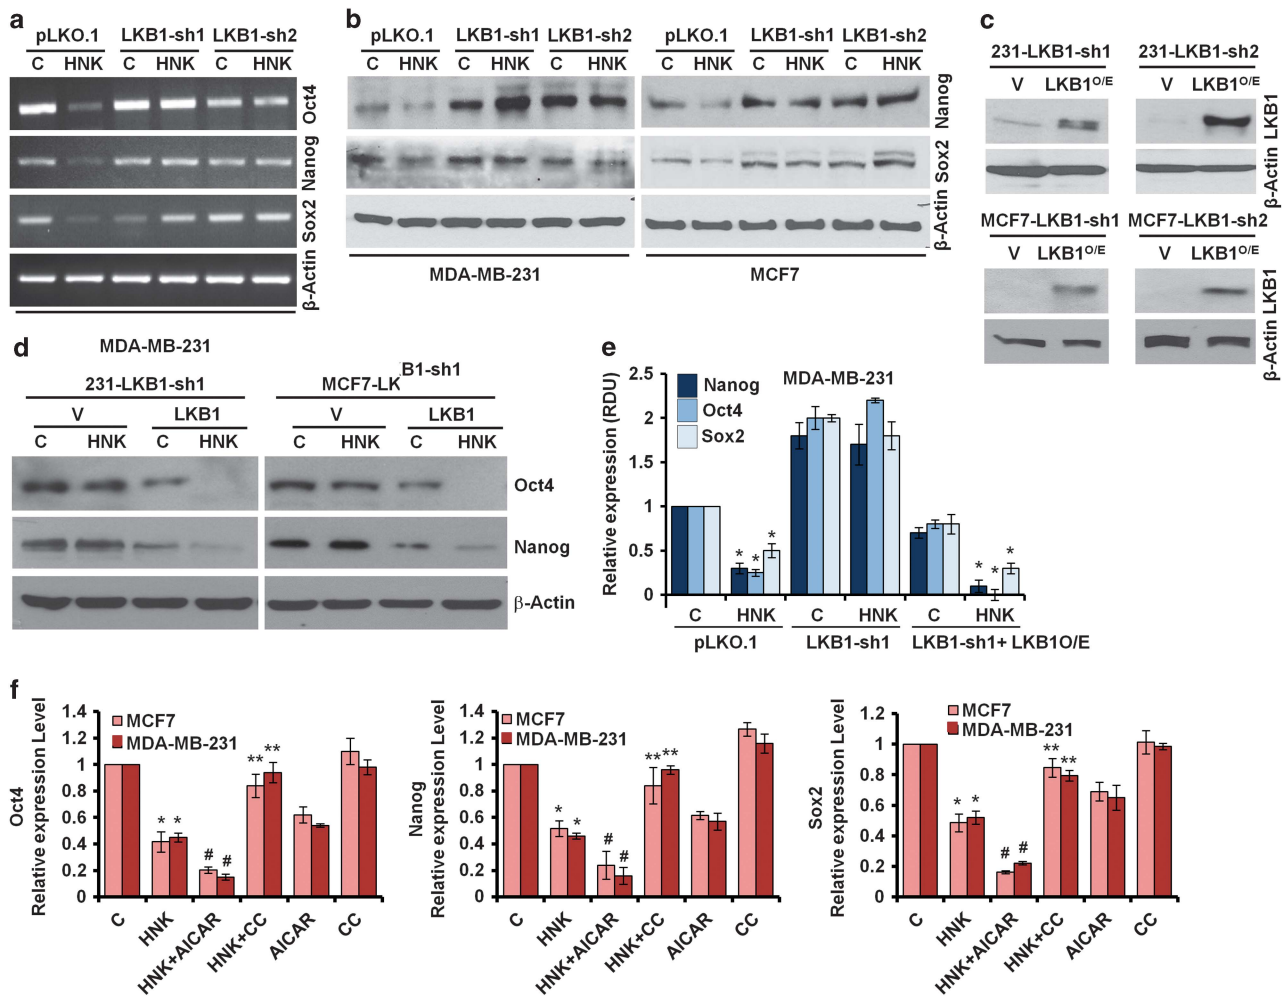 a
pLKO.1 LKB1-sh1 LKB1-sh2
C HNK C HNK C HNK
Oct4
Nanog
Sox2
β-Actin
MDA-MB-231
b
pLKO.1 LKB1-sh1 LKB1-sh2 pLKO.1 LKB1-sh1 LKB1-sh2
C HNK C HNK C HNK C HNK C HNK C HNK
Nanog
Sox2
β-Actin
MDA-MB-231 MCF7
c
231-LKB1-sh1 231-LKB1-sh2
V LKB1O/E V LKB1O/E
LKB1
β-Actin
MCF7-LKB1-sh1 MCF7-LKB1-sh2
V LKB1O/E V LKB1O/E
LKB1
β-Actin
d
231-LKB1-sh1 MCF7-LKB1-sh1
V LKB1 V LKB1
C HNK C HNK C HNK C HNK
Oct4
Nanog
β-Actin
e
MDA-MB-231
Nanog
Oct4
Sox2
Relative expression (RDU)
2.5
2
1.5
1
0.5
0
* * *
* * *
C HNK C HNK C HNK
pLKO.1 LKB1-sh1 LKB1-sh1+ LKB1O/E
f
Oct4
Relative expression Level
1.4
1.2
1
0.8
0.6
0.4
0.2
0
MCF7
MDA-MB-231
* * # # ** **
C HNK HNK+AICAR HNK+CC AICAR CC
Nanog
Relative expression Level
1.4
1.2
1
0.8
0.6
0.4
0.2
0
MCF7
MDA-MB-231
* * # # ** **
C HNK HNK+AICAR HNK+CC AICAR CC
Sox2
Relative expression Level
1.2
1
0.8
0.6
0.4
0.2
0
MCF7
MDA-MB-231
* * # # ** **
C HNK HNK+AICAR HNK+CC AICAR CC